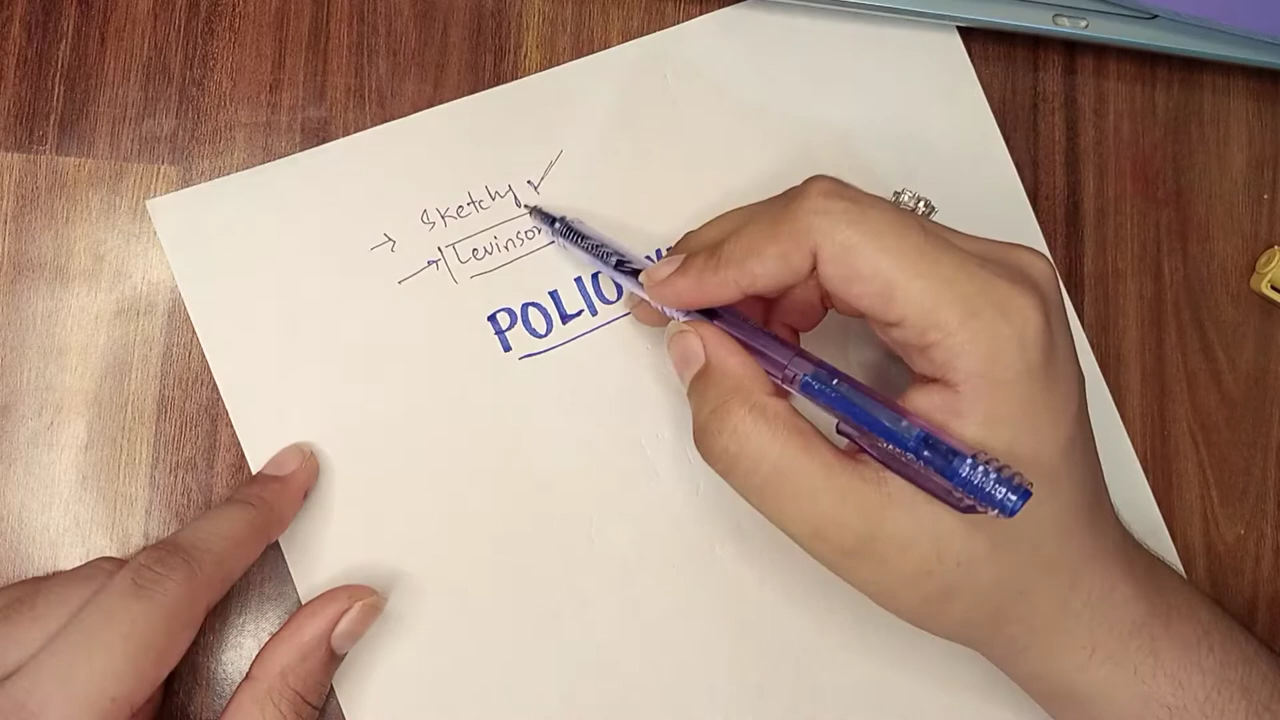 → Sketchy ✓
→ Levinson
POLIO